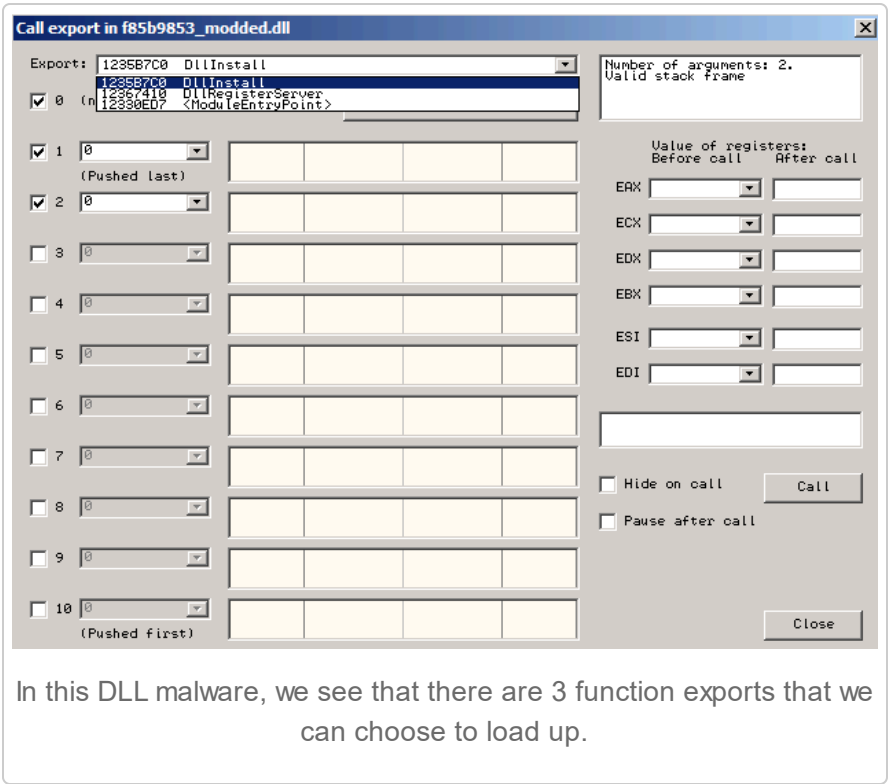 Call export in f85b9853_modded.dll
Export: 1235B7C0 DllInstall
1235B7C0 DllInstall
12367410 DllRegisterServer
12330ED7 <ModuleEntryPoint>
Number of arguments: 2.
Valid stack frame
0 (n
1 0
(Pushed last)
2 0
3 0
4 0
5 0
6 0
7 0
8 0
9 0
10 0
(Pushed first)
Value of registers:
Before call After call
EAX
ECX
EDX
EBX
ESI
EDI
Hide on call
Call
Pause after call
Close
In this DLL malware, we see that there are 3 function exports that we
can choose to load up.